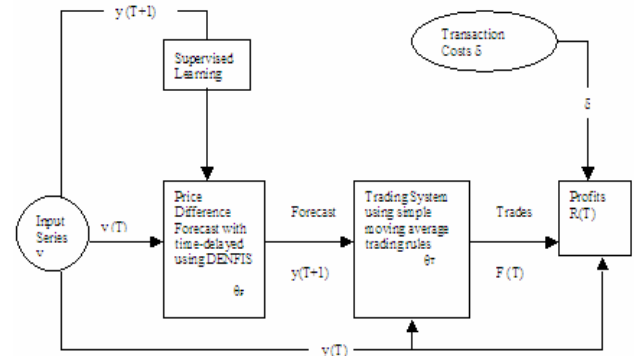 y (T+1)
Supervised
Learning
Transaction
Costs δ
δ
Input
Series
v
v (T)
Price
Difference
Forecast with
time-delayed
using DENFIS
θF
Forecast
y(T+1)
Trading System
using simple
moving average
trading rules
θT
Trades
F (T)
Profits
R(T)
y(T)